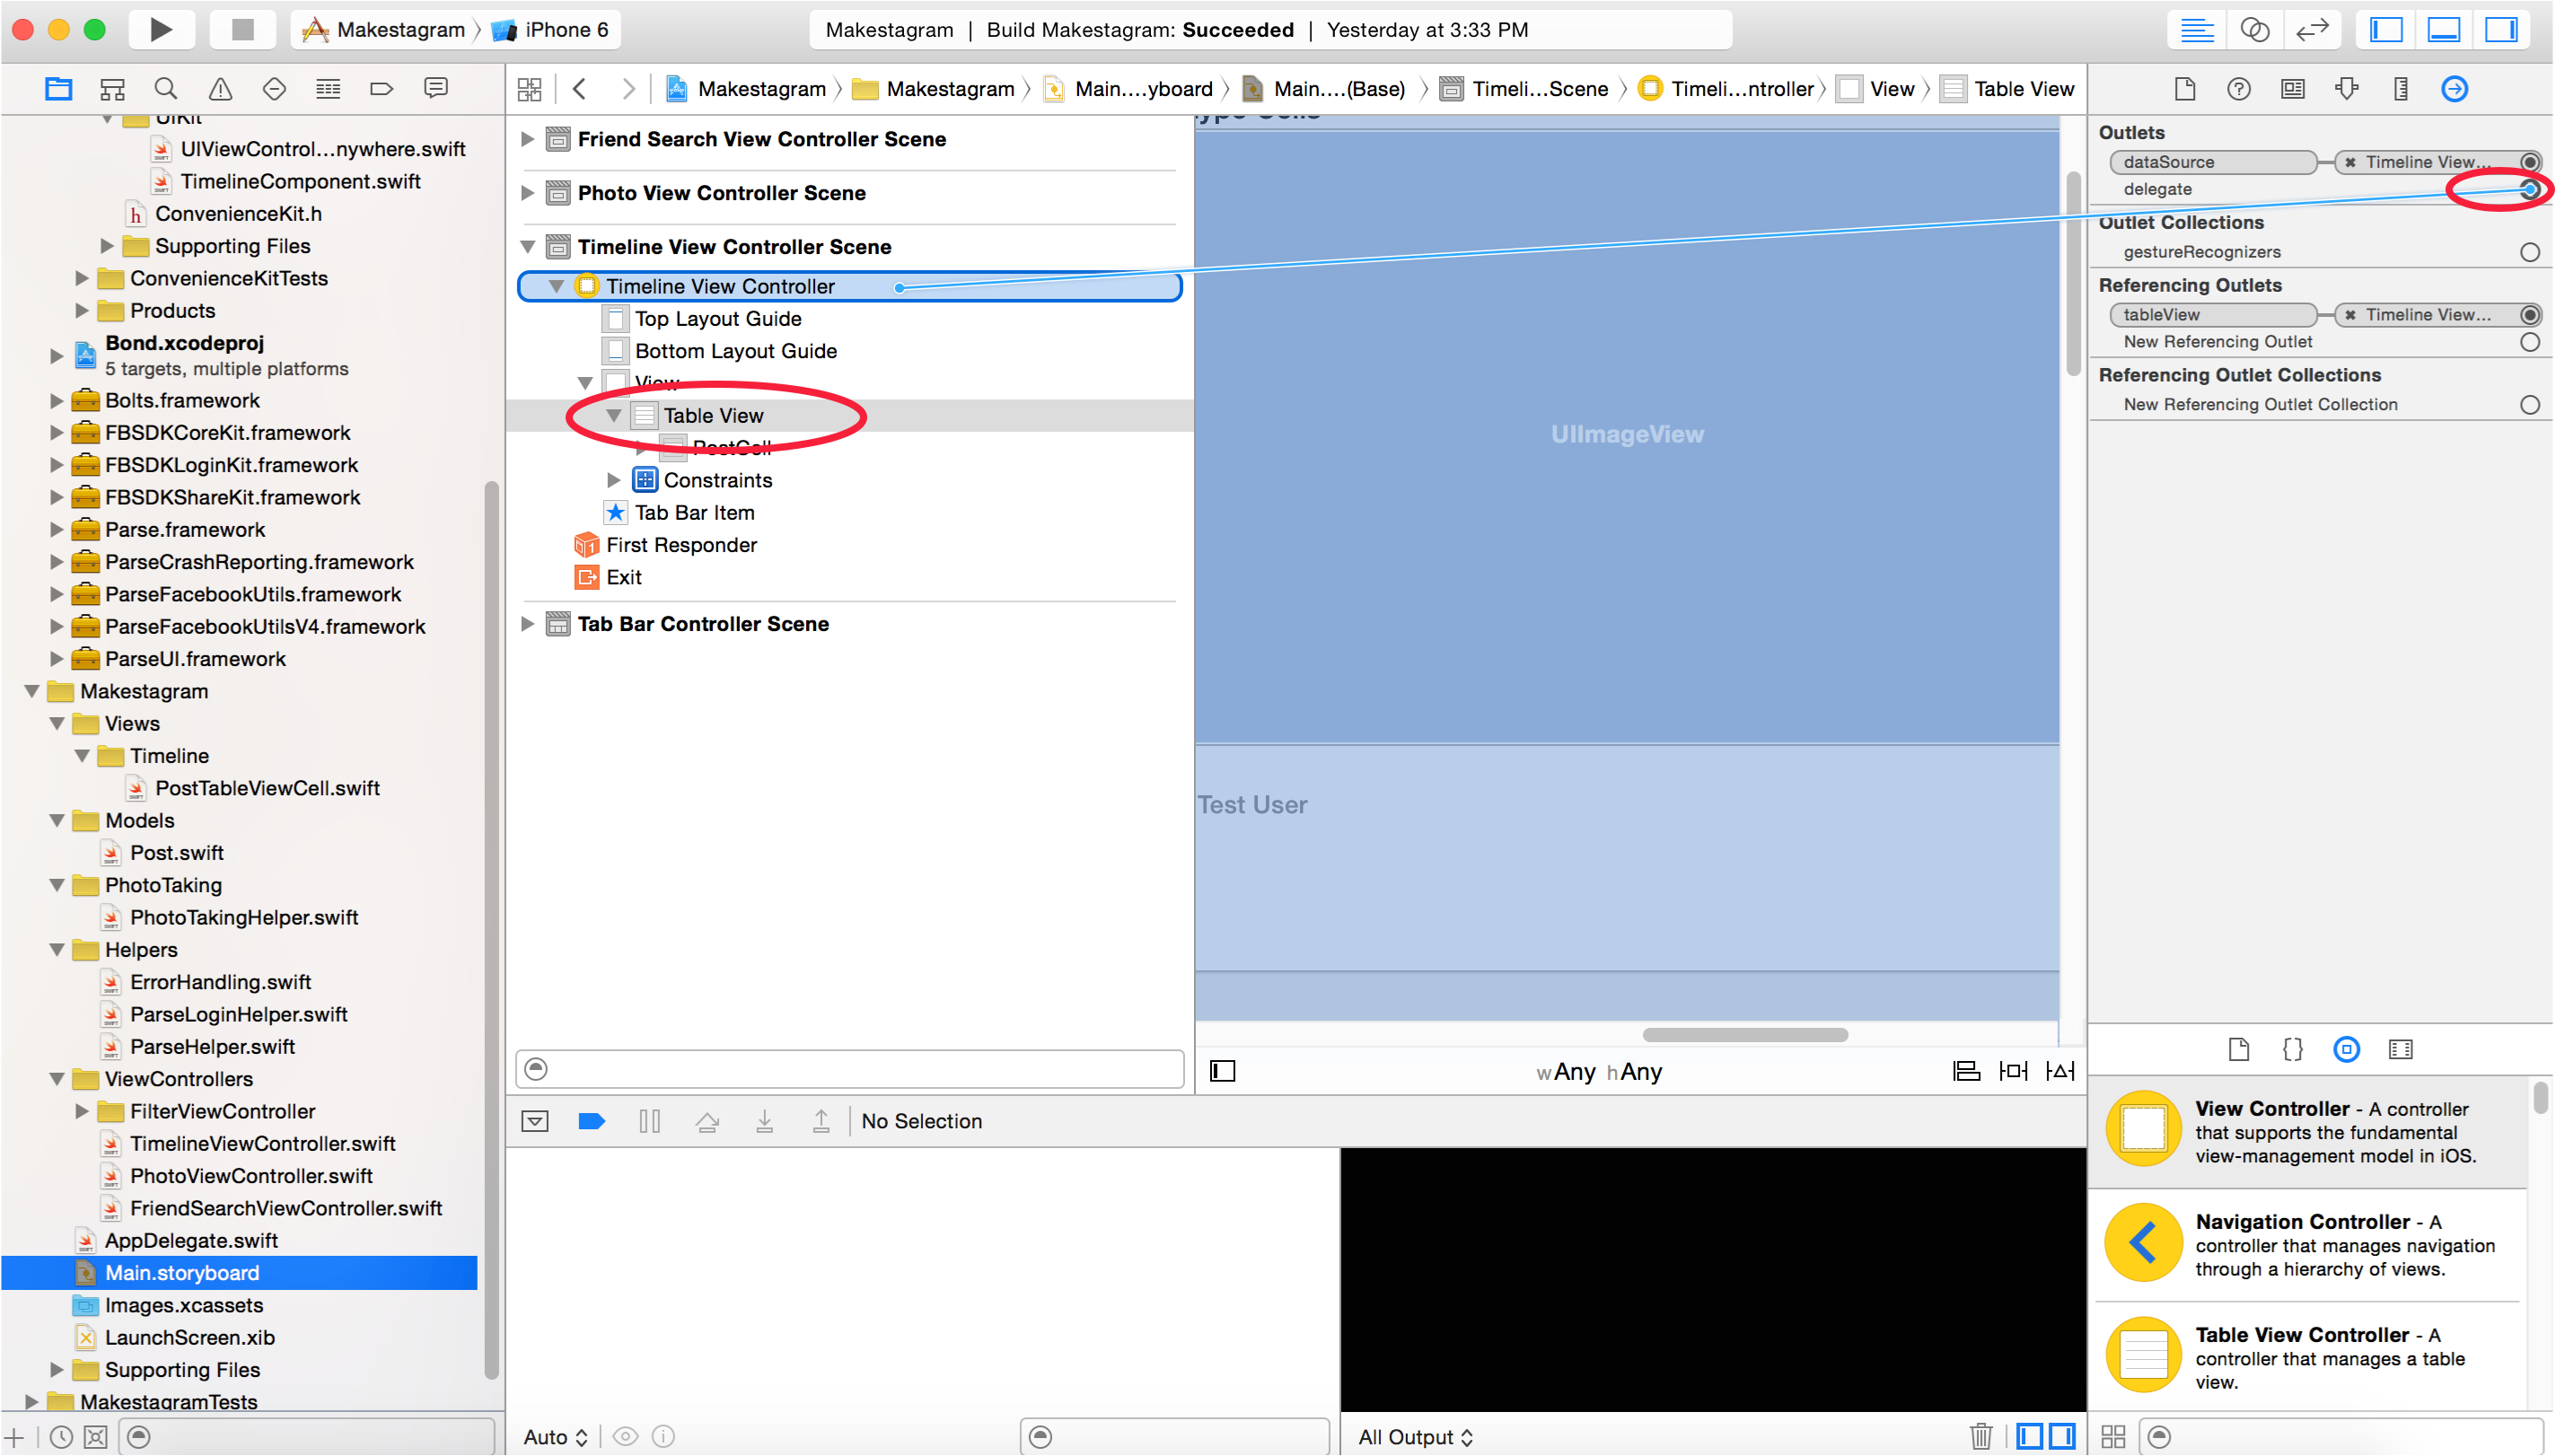 Makestagram 〉 iPhone 6
Makestagram | Build Makestagram: Succeeded | Yesterday at 3:33 PM
Makestagram 〉 Makestagram 〉 Main....yboard 〉 Main....(Base) 〉 Timeli...Scene 〉 Timeli...ntroller 〉 View 〉 Table View
UIKit
UIViewControl...nywhere.swift
TimelineComponent.swift
ConvenienceKit.h
Supporting Files
ConvenienceKitTests
Products
Bond.xcodeproj
5 targets, multiple platforms
Bolts.framework
FBSDKCoreKit.framework
FBSDKLoginKit.framework
FBSDKShareKit.framework
Parse.framework
ParseCrashReporting.framework
ParseFacebookUtils.framework
ParseFacebookUtilsV4.framework
ParseUI.framework
Makestagram
Views
Timeline
PostTableViewCell.swift
Models
Post.swift
PhotoTaking
PhotoTakingHelper.swift
Helpers
ErrorHandling.swift
ParseLoginHelper.swift
ParseHelper.swift
ViewControllers
FilterViewController
TimelineViewController.swift
PhotoViewController.swift
FriendSearchViewController.swift
AppDelegate.swift
Main.storyboard
Images.xcassets
LaunchScreen.xib
Supporting Files
MakestagramTests
Friend Search View Controller Scene
Photo View Controller Scene
Timeline View Controller Scene
Timeline View Controller
Top Layout Guide
Bottom Layout Guide
View
Table View
PostCell
Constraints
Tab Bar Item
First Responder
Exit
Tab Bar Controller Scene
UIImageView
Test User
wAny hAny
No Selection
Auto
All Output
Outlets
dataSource Timeline View...
delegate
Outlet Collections
gestureRecognizers
Referencing Outlets
tableView Timeline View...
New Referencing Outlet
Referencing Outlet Collections
New Referencing Outlet Collection
View Controller - A controller
that supports the fundamental
view-management model in iOS.
Navigation Controller - A
controller that manages navigation
through a hierarchy of views.
Table View Controller - A
controller that manages a table
view.